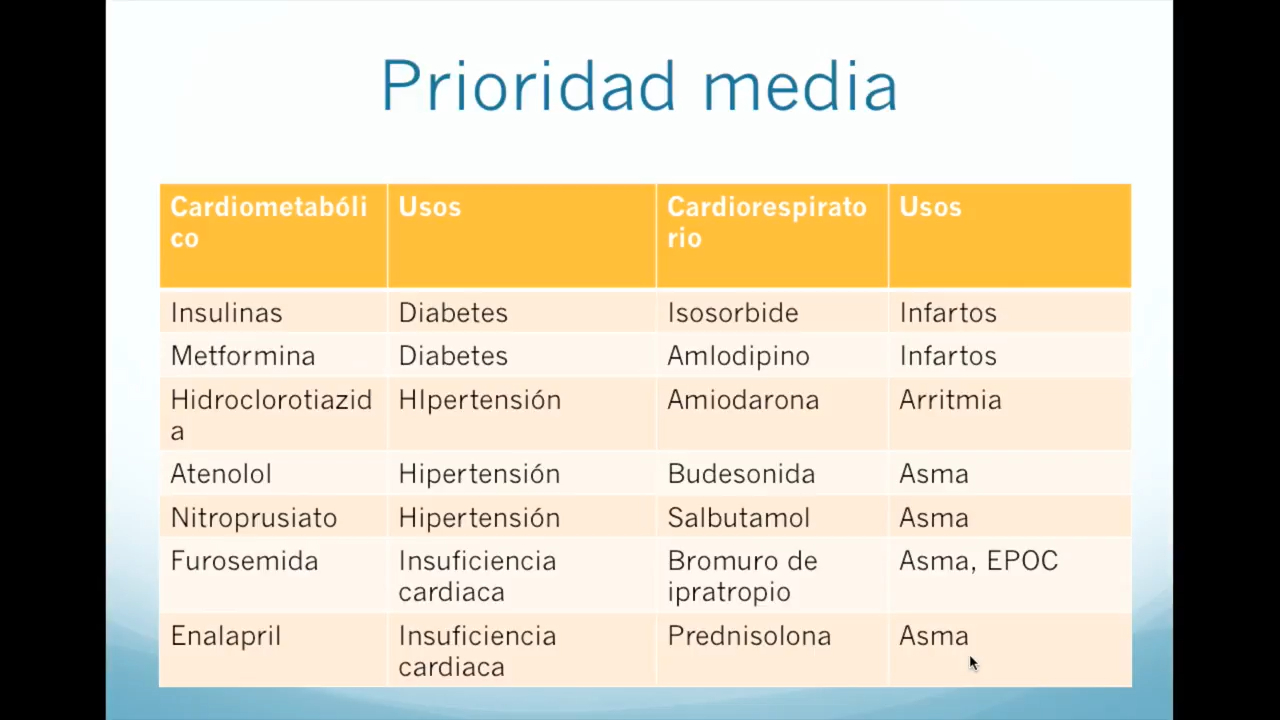 Prioridad media
Cardiometabóli Usos Cardiorespirato Usos
co rio
Insulinas Diabetes Isosorbide Infartos
Metformina Diabetes Amlodipino Infartos
Hidroclorotiazid HIpertensión Amiodarona Arritmia
a
Atenolol Hipertensión Budesonida Asma
Nitroprusiato Hipertensión Salbutamol Asma
Furosemida Insuficiencia Bromuro de Asma, EPOC
cardiaca ipratropio
Enalapril Insuficiencia Prednisolona Asma
cardiaca